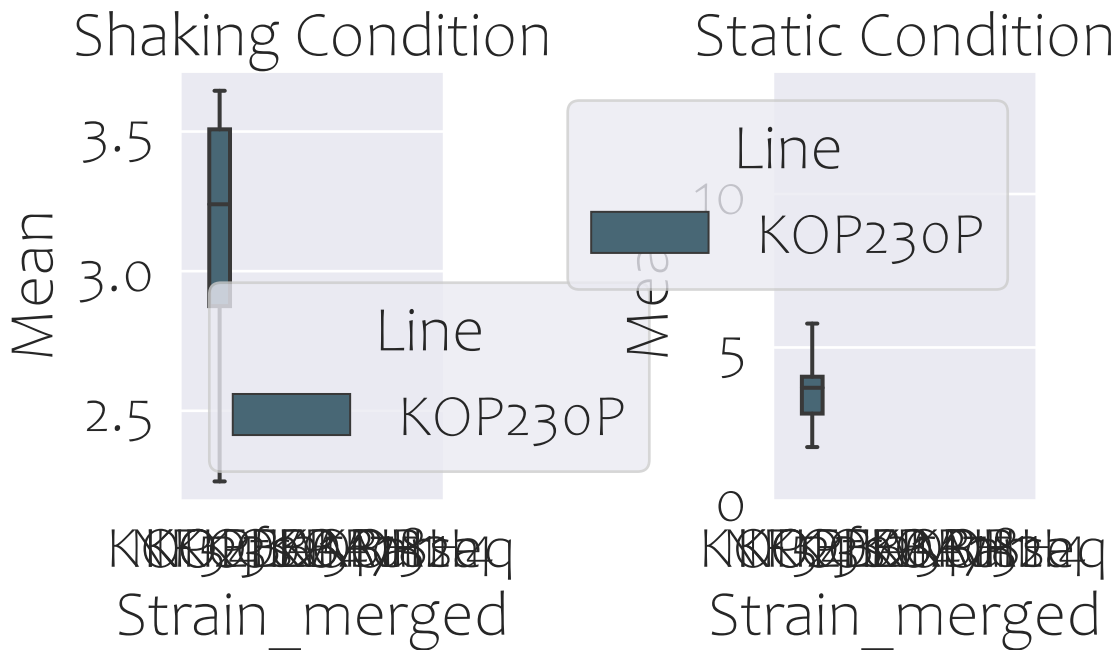 Shaking Condition
3.5
3.0
2.5
Mean
Line
KOP230P
Strain_merged
Static Condition
10
5
0
Mea
Line
KOP230P
Strain_merged